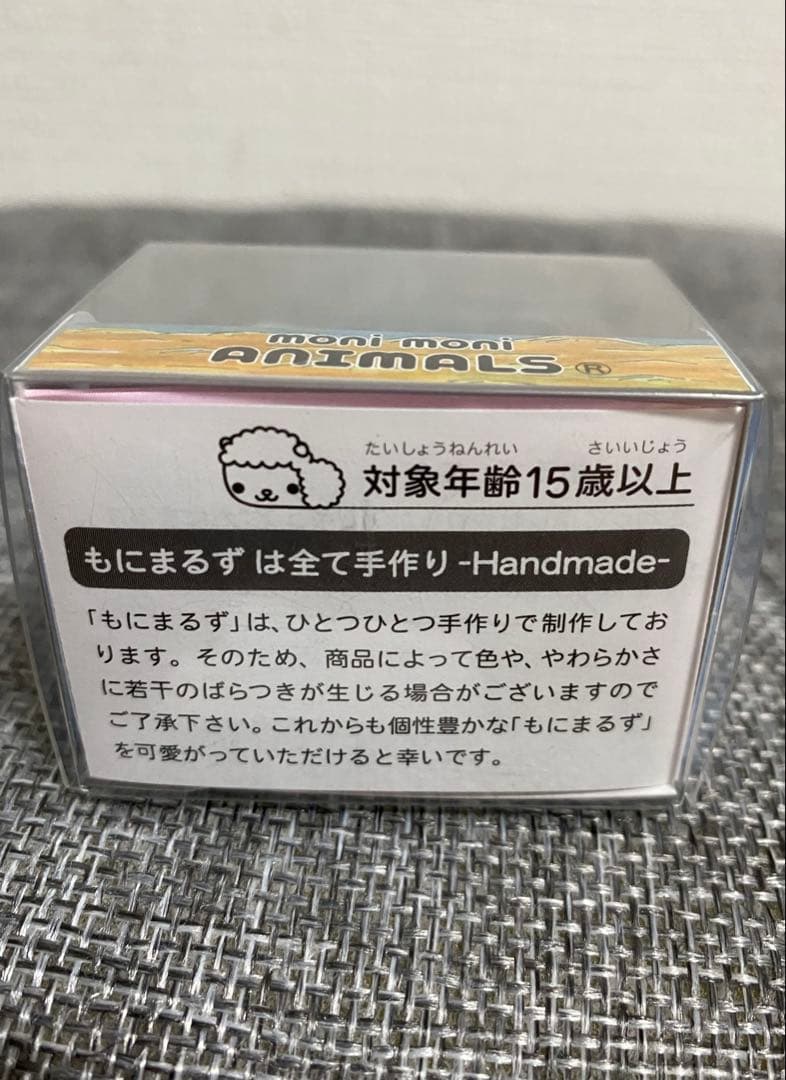 moni moni
ANIMALS®
たいしょうねんれい さいいじょう
対象年齢15歳以上
もにまるず は全て手作り -Handmade-
「もにまるず」は、ひとつひとつ手作りで制作してお
ります。そのため、商品によって色や、やわらかさ
に若干のばらつきが生じる場合がございますので
ご了承下さい。これからも個性豊かな「もにまるず」
を可愛がっていただけると幸いです。